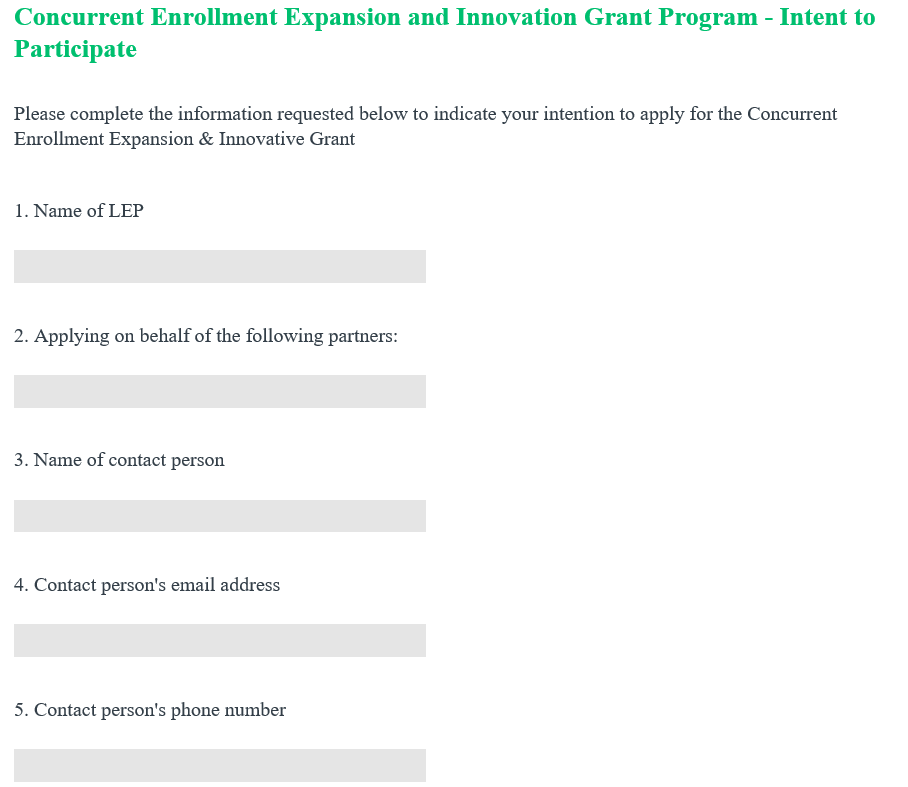 Concurrent Enrollment Expansion and Innovation Grant Program - Intent to
Participate
Please complete the information requested below to indicate your intention to apply for the Concurrent
Enrollment Expansion & Innovative Grant
1. Name of LEP
2. Applying on behalf of the following partners:
3. Name of contact person
4. Contact person's email address
5. Contact person's phone number